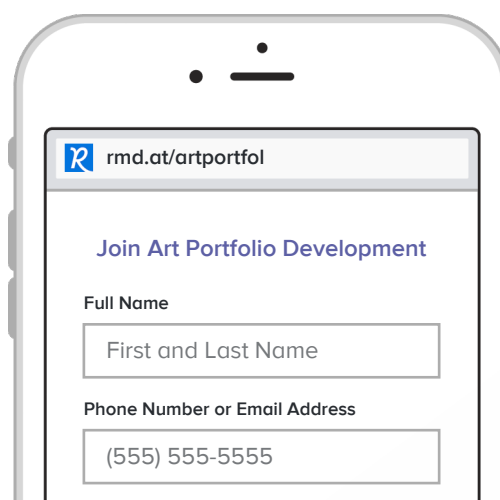 rmd.at/artportfol
Join Art Portfolio Development
Full Name
First and Last Name
Phone Number or Email Address
(555) 555-5555